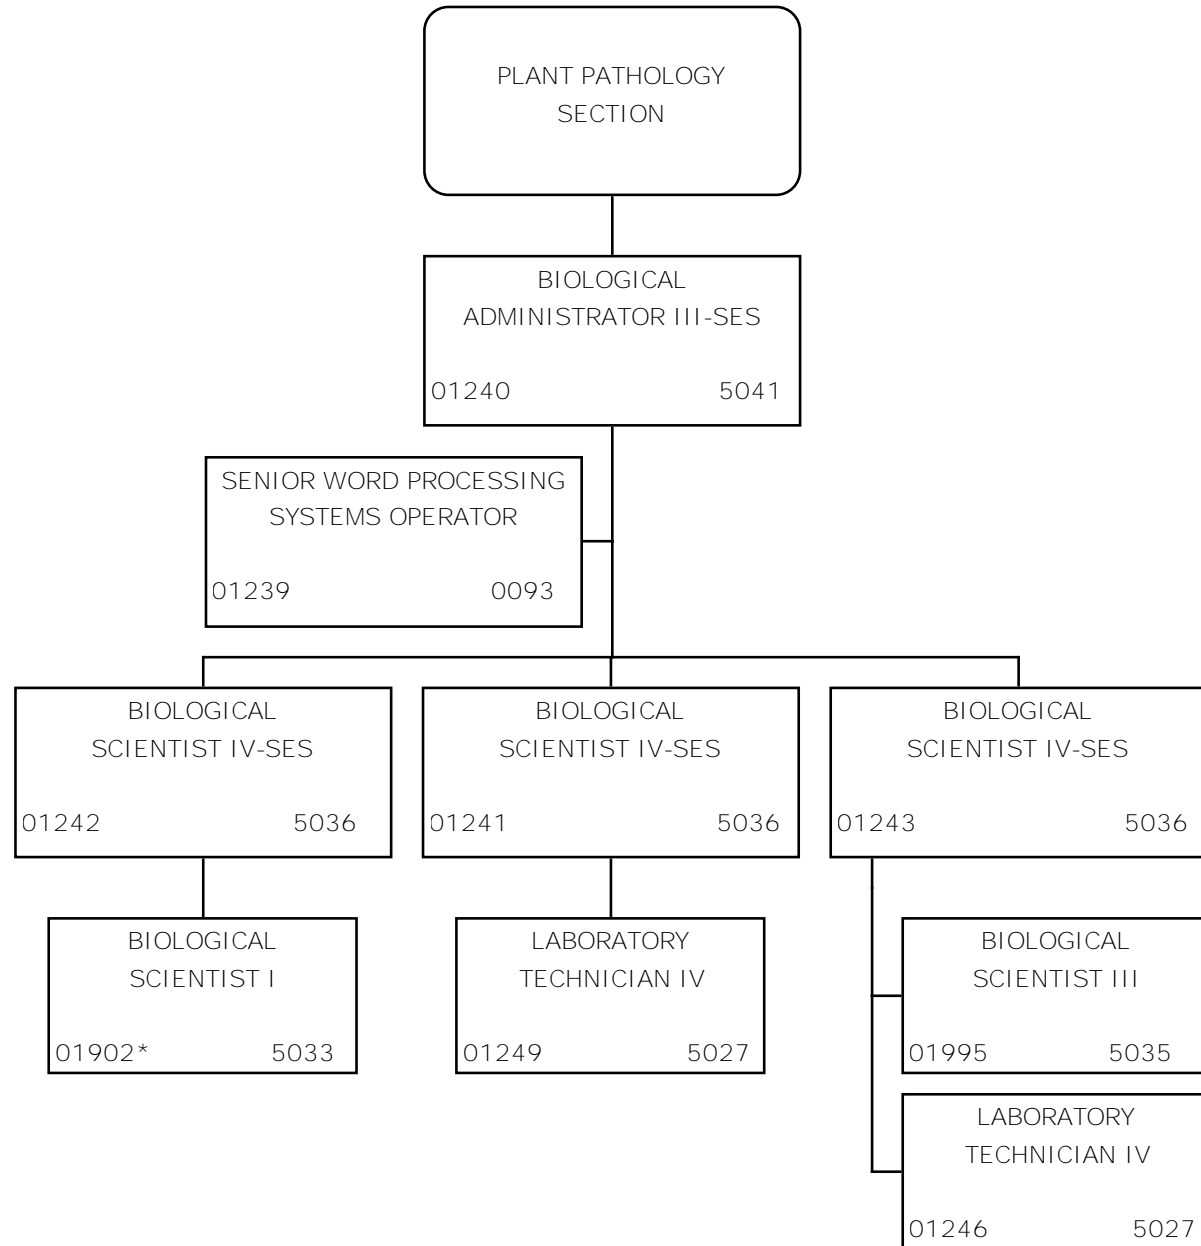 PLANT PATHOLOGY
SECTION
BIOLOGICAL
ADMINISTRATOR III-SES
01240 5041
SENIOR WORD PROCESSING
SYSTEMS OPERATOR
01239 0093
BIOLOGICAL
SCIENTIST IV-SES
01242 5036
BIOLOGICAL
SCIENTIST IV-SES
01241 5036
BIOLOGICAL
SCIENTIST IV-SES
01243 5036
BIOLOGICAL
SCIENTIST I
01902* 5033
LABORATORY
TECHNICIAN IV
01249 5027
BIOLOGICAL
SCIENTIST III
01995 5035
LABORATORY
TECHNICIAN IV
01246 5027